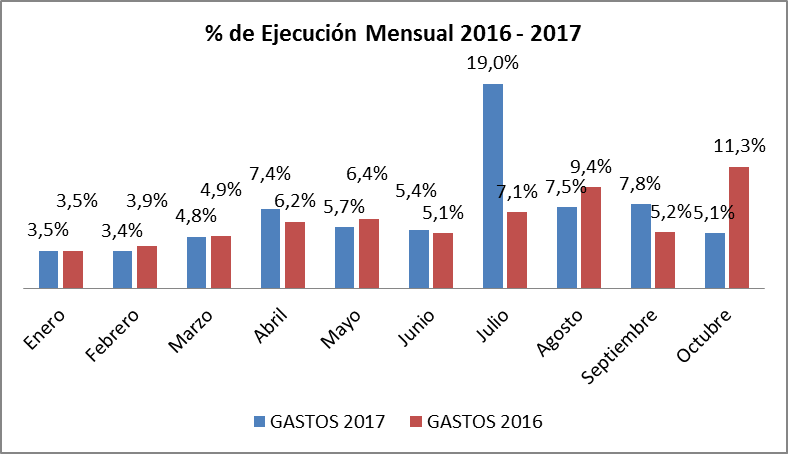 % de Ejecución Mensual 2016 - 2017
19,0%
11,3%
9,4%
7,4%
6,4%
7,1%
7,5%
7,8%
3,5%
3,9%
4,9%
6,2%
5,4%
3,5%
3,4%
4,8%
5,7%
5,1%
5,2%
5,1%
Enero
Febrero
Marzo
Abril
Mayo
Junio
Julio
Agosto
Septiembre
Octubre
GASTOS 2017
GASTOS 2016